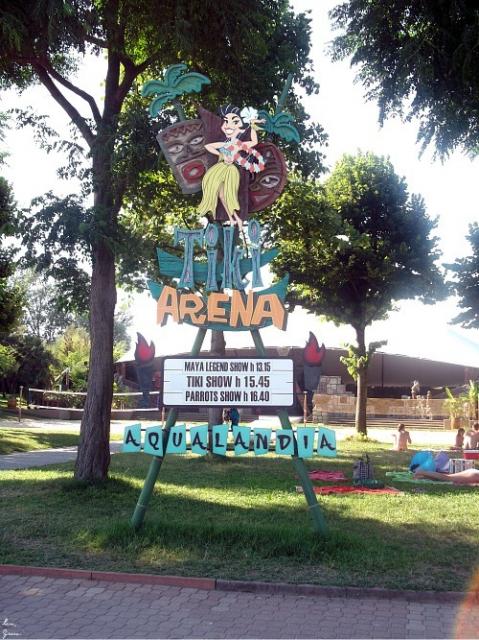 Tiki
ARENA
MAYA LEGEND SHOW h 13.15
TIKI SHOW h 15.45
PARROTS SHOW h 16.40
AQUALANDIA